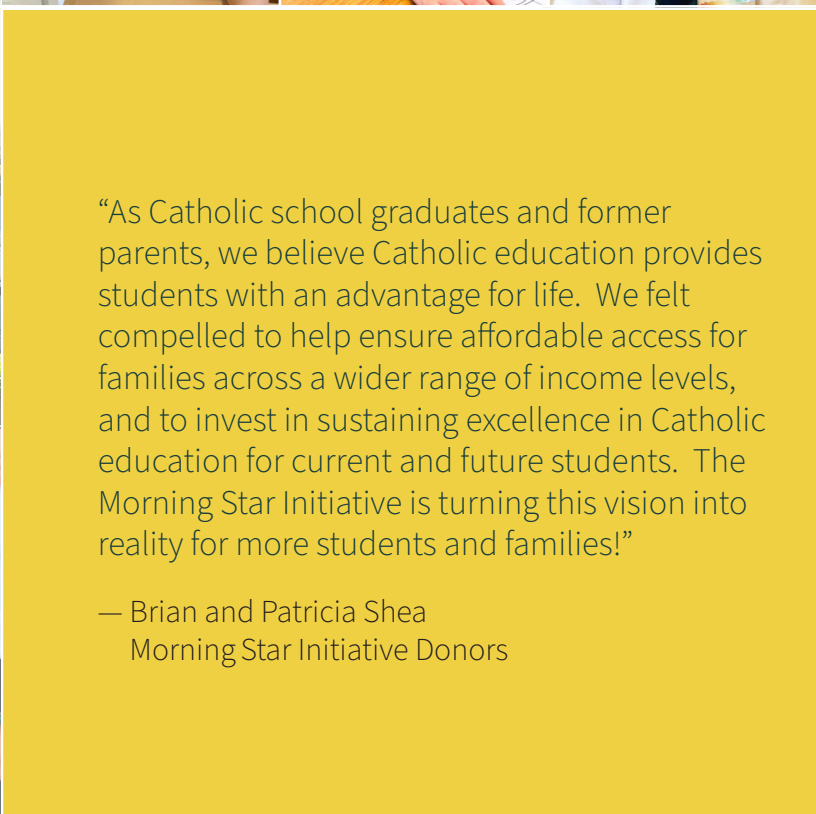 “As Catholic school graduates and former
parents, we believe Catholic education provides
students with an advantage for life.  We felt
compelled to help ensure affordable access for
families across a wider range of income levels,
and to invest in sustaining excellence in Catholic
education for current and future students.  The
Morning Star Initiative is turning this vision into
reality for more students and families!”
— Brian and Patricia Shea
Morning Star Initiative Donors